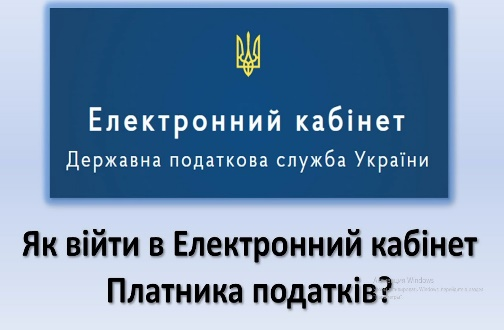 Електронний кабінет
Державна податкова служба України
Як війти в Електронний кабінет
Платника податків?